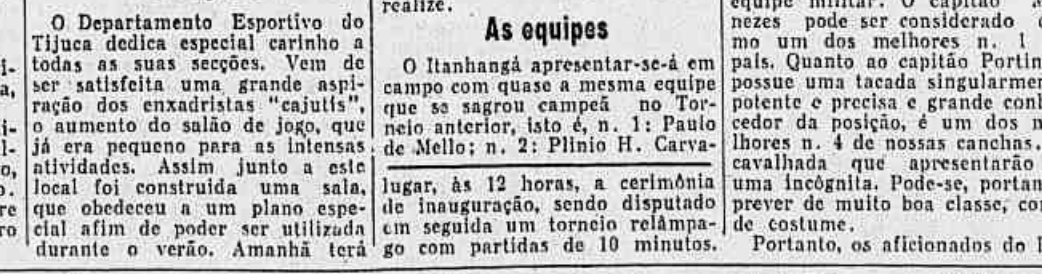 O Departamento Esportivo do
Tijuca dedica especial carinho a
todas as suas secções. Vem de
ser satisfeita uma grande aspi-
ração dos enxadristas "cajutis",
o aumento do salão de jogo, que
já era pequeno para as intensas
atividades. Assim junto a este
local foi construida uma sala,
que obedeceu a um plano espe-
cial afim de poder ser utilizada
durante o verão. Amanhã terá
realize.
As equipes
O Itanhangá apresentar-se-á em
campo com quase a mesma equipe
que se sagrou campeã no Tor-
neio anterior, isto é, n. 1: Paulo
de Mello; n. 2: Plinio H. Carva-
lugar, às 12 horas, a cerimônia
de inauguração, sendo disputado
em seguida um torneio relâmpa-
go com partidas de 10 minutos.
equipe militar. O capitão
nezes pode ser considerado
mo um dos melhores n. 1
país. Quanto ao capitão Portin
possue uma tacada singularmen
potente e precisa e grande conh
cedor da posição, é um dos m
lhores n. 4 de nossas canchas.
cavalhada que apresentarão
uma incógnita. Pode-se, portan
prever de muito boa classe, co
de costume.
Portanto, os aficionados do